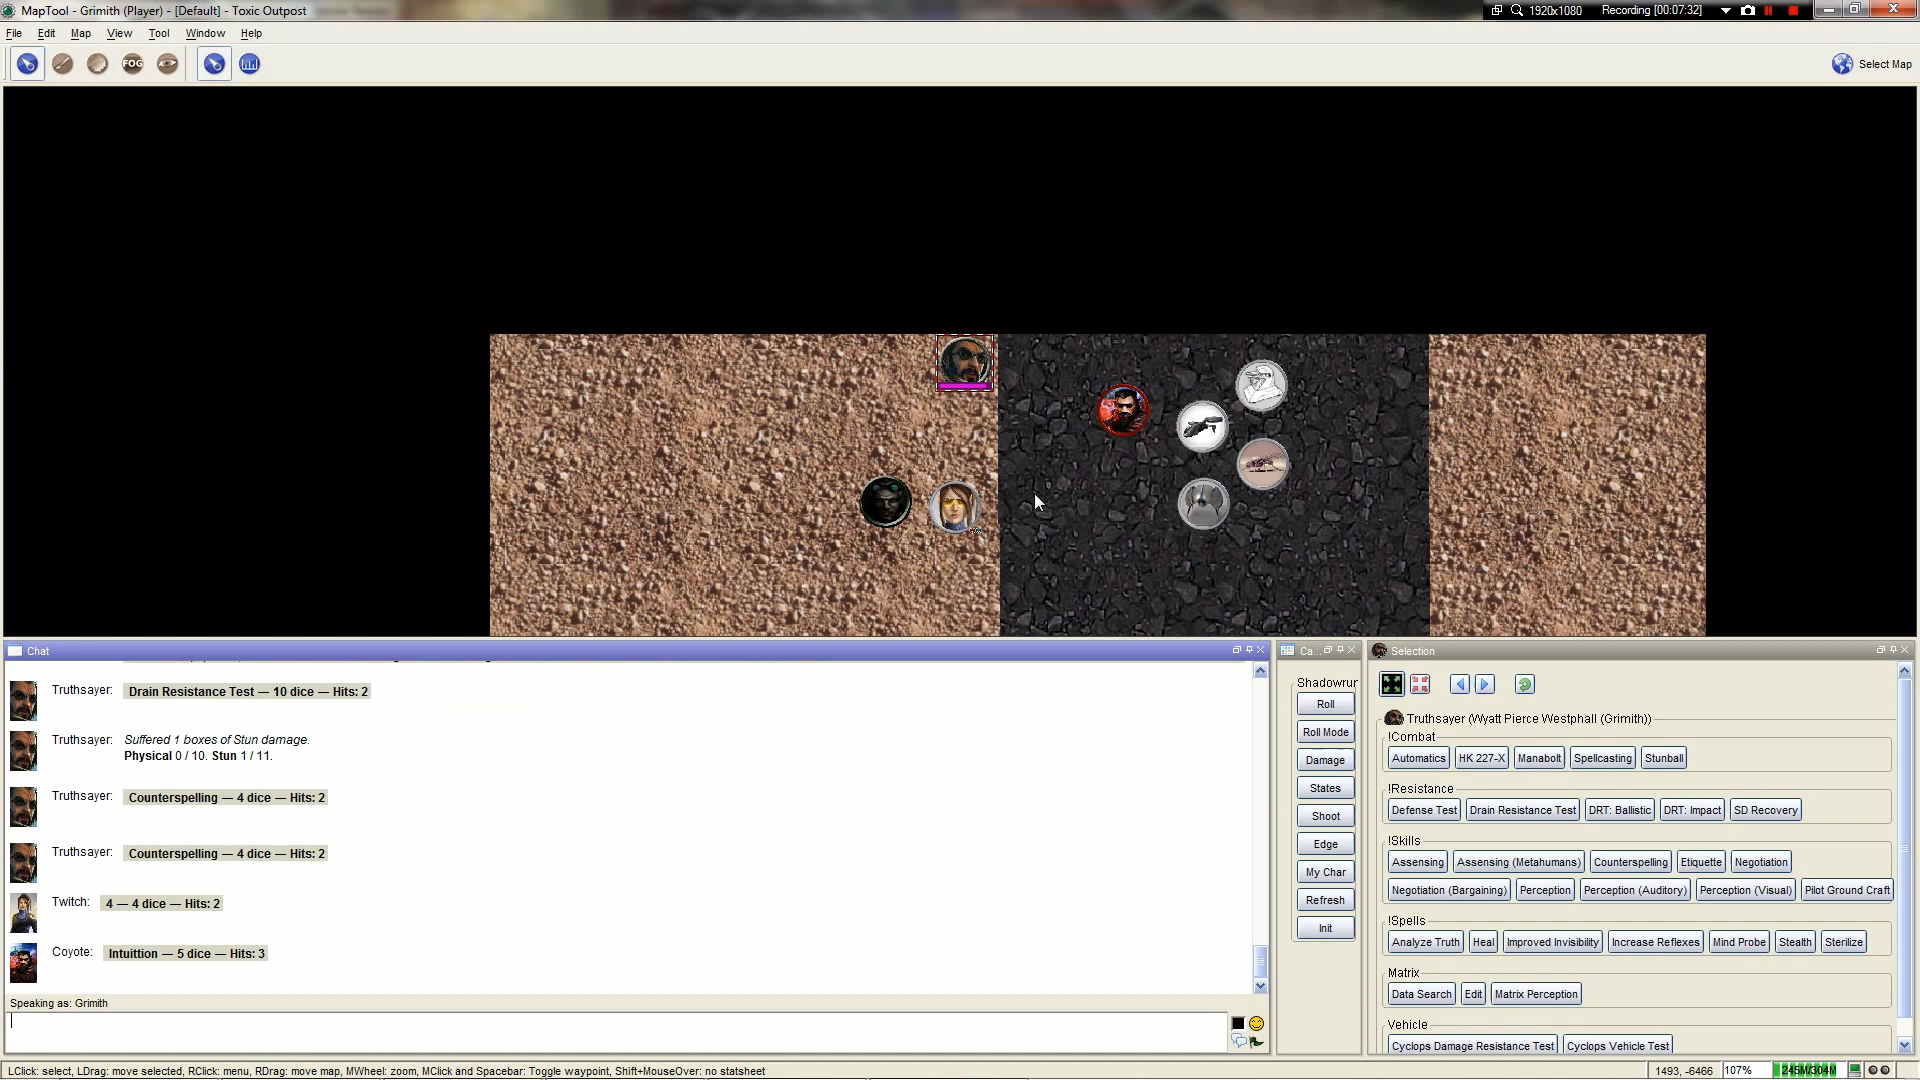 MapTool - Grimith (Player) - [Default] - Toxic Outpost
1920x1080 Recording [00:07:32]
File Edit Map View Tool Window Help
FOG
Select Map
Chat
Truthsayer: Drain Resistance Test — 10 dice — Hits: 2
Truthsayer: Suffered 1 boxes of Stun damage.
Physical 0 / 10. Stun 1 / 11.
Truthsayer: Counterspelling — 4 dice — Hits: 2
Truthsayer: Counterspelling — 4 dice — Hits: 2
Twitch: 4 — 4 dice — Hits: 2
Coyote: Intuittion — 5 dice — Hits: 3
Speaking as: Grimith
Ca...
Shadowrur
Roll
Roll Mode
Damage
States
Shoot
Edge
My Char
Refresh
Init
Selection
Truthsayer (Wyatt Pierce Westphall (Grimith))
!Combat
Automatics HK 227-X Manabolt Spellcasting Stunball
!Resistance
Defense Test Drain Resistance Test DRT: Ballistic DRT: Impact SD Recovery
!Skills
Assensing Assensing (Metahumans) Counterspelling Etiquette Negotiation
Negotiation (Bargaining) Perception Perception (Auditory) Perception (Visual) Pilot Ground Craft
!Spells
Analyze Truth Heal Improved Invisibility Increase Reflexes Mind Probe Stealth Sterilize
Matrix
Data Search Edit Matrix Perception
Vehicle
Cyclops Damage Resistance Test Cyclops Vehicle Test
LClick: select, LDrag: move selected, RClick: menu, RDrag: move map, MWheel: zoom, MClick and Spacebar: Toggle waypoint, Shift+MouseOver: no statsheet
1493, -6466 107% 245M/304M